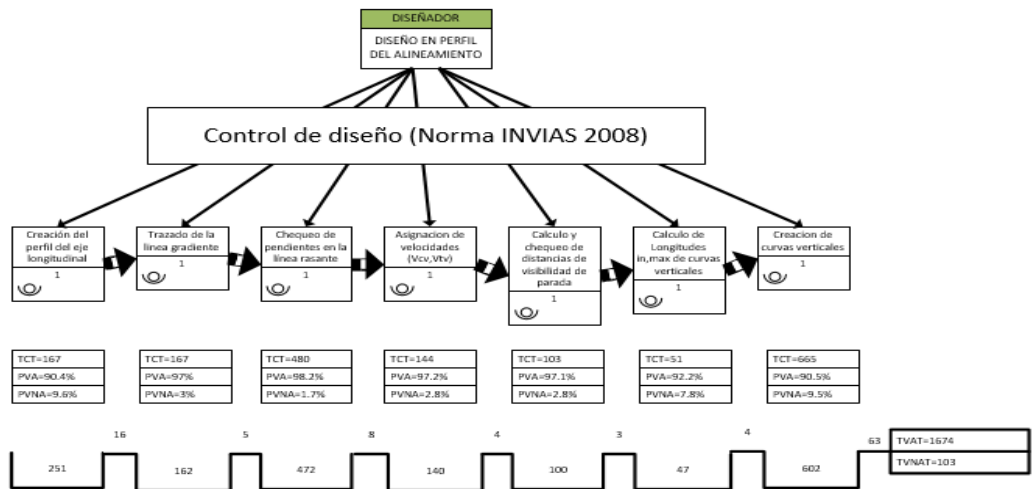 DISEÑADOR
DISEÑO EN PERFIL
DEL ALINEAMIENTO
Control de diseño (Norma INVIAS 2008)
Creación del
perfil del eje
longitudinal
1
Trazado de la
linea gradiente
1
Chequeo de
pendientes en la
línea rasante
1
Asignacion de
velocidades
(Vcv,Vtv)
1
Calculo y
chequeo de
distancias de
visibilidad de
parada
1
Calculo de
Longitudes
in,max de curvas
verticales
1
Creacion de
curvas verticales
1
TCT=167
PVA=90.4%
PVNA=9.6%
TCT=167
PVA=97%
PVNA=3%
TCT=480
PVA=98.2%
PVNA=1.7%
TCT=144
PVA=97.2%
PVNA=2.8%
TCT=103
PVA=97.1%
PVNA=2.8%
TCT=51
PVA=92.2%
PVNA=7.8%
TCT=665
PVA=90.5%
PVNA=9.5%
16 5 8 4 3 4 63
251 162 472 140 100 47 602
TVAT=1674
TVNAT=103